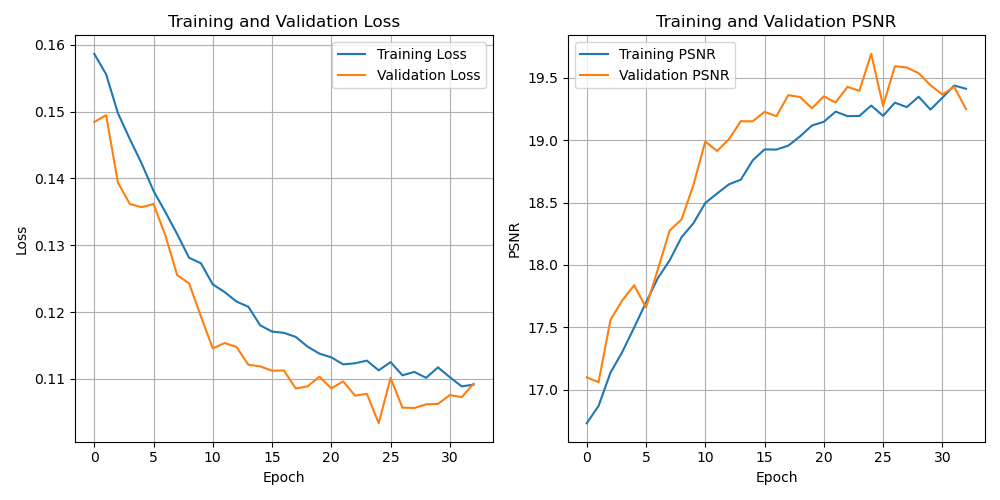 Training and Validation Loss
Training Loss
Validation Loss
0.16
0.15
0.14
0.13
0.12
0.11
Loss
0 5 10 15 20 25 30
Epoch
Training and Validation PSNR
Training PSNR
Validation PSNR
19.5
19.0
18.5
18.0
17.5
17.0
PSNR
0 5 10 15 20 25 30
Epoch